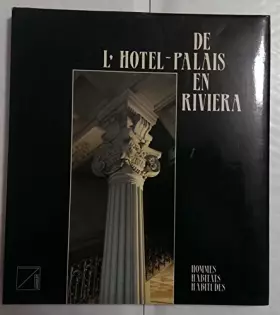 DE
L'HOTEL-PALAIS
EN
RIVIERA
HOMMES
HABITATS
HABITUDES